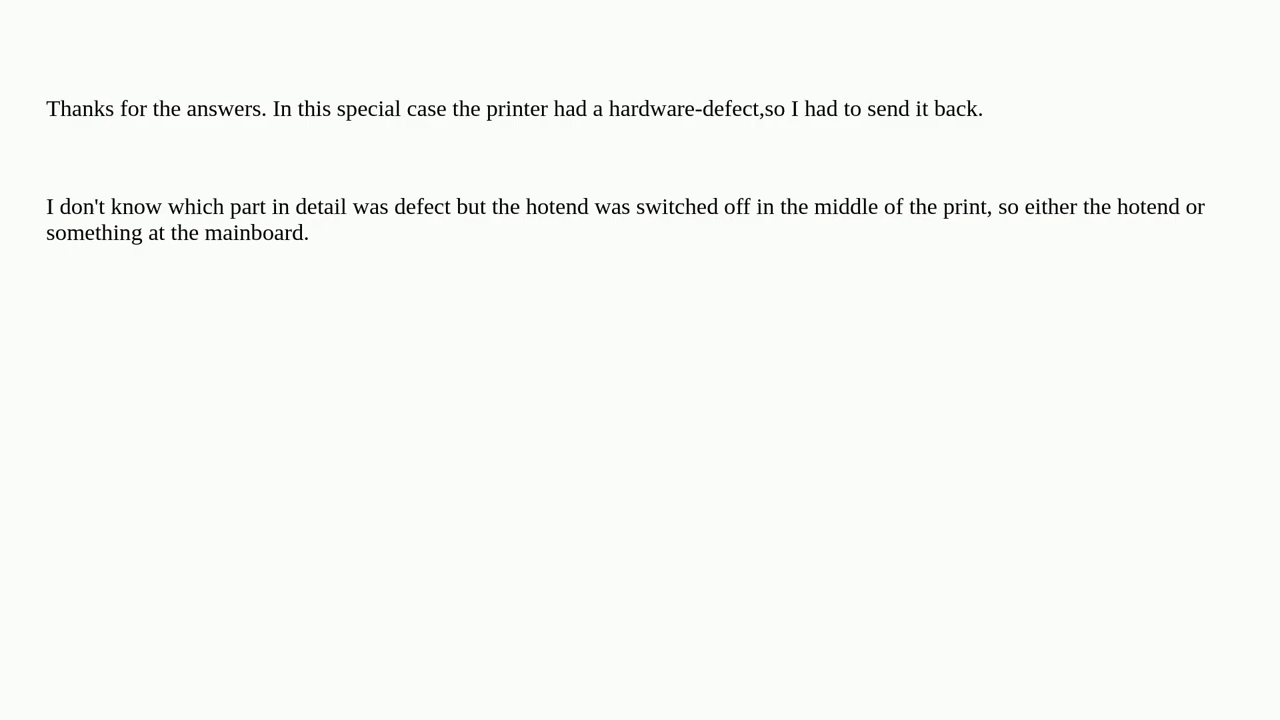 Thanks for the answers. In this special case the printer had a hardware-defect,so I had to send it back.
I don't know which part in detail was defect but the hotend was switched off in the middle of the print, so either the hotend or
something at the mainboard.